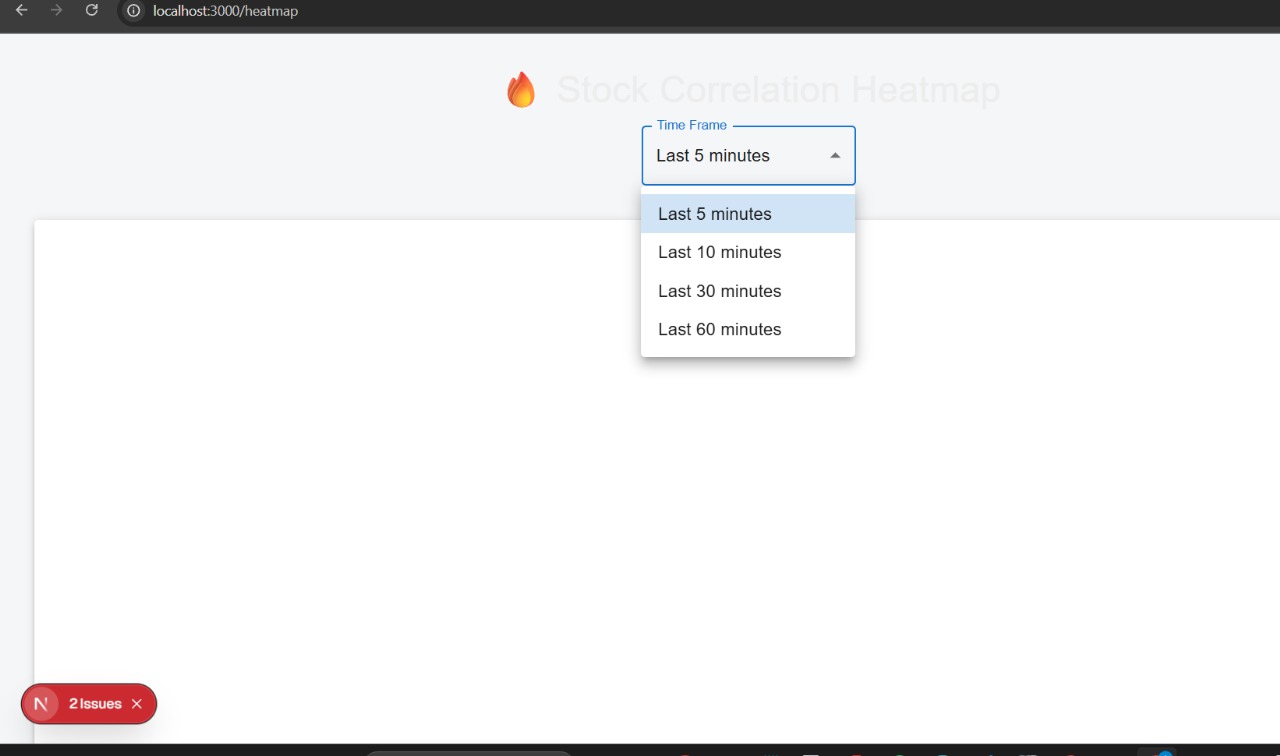 localhost:3000/heatmap
Stock Correlation Heatmap
Time Frame
Last 5 minutes
Last 5 minutes
Last 10 minutes
Last 30 minutes
Last 60 minutes
N 2 Issues